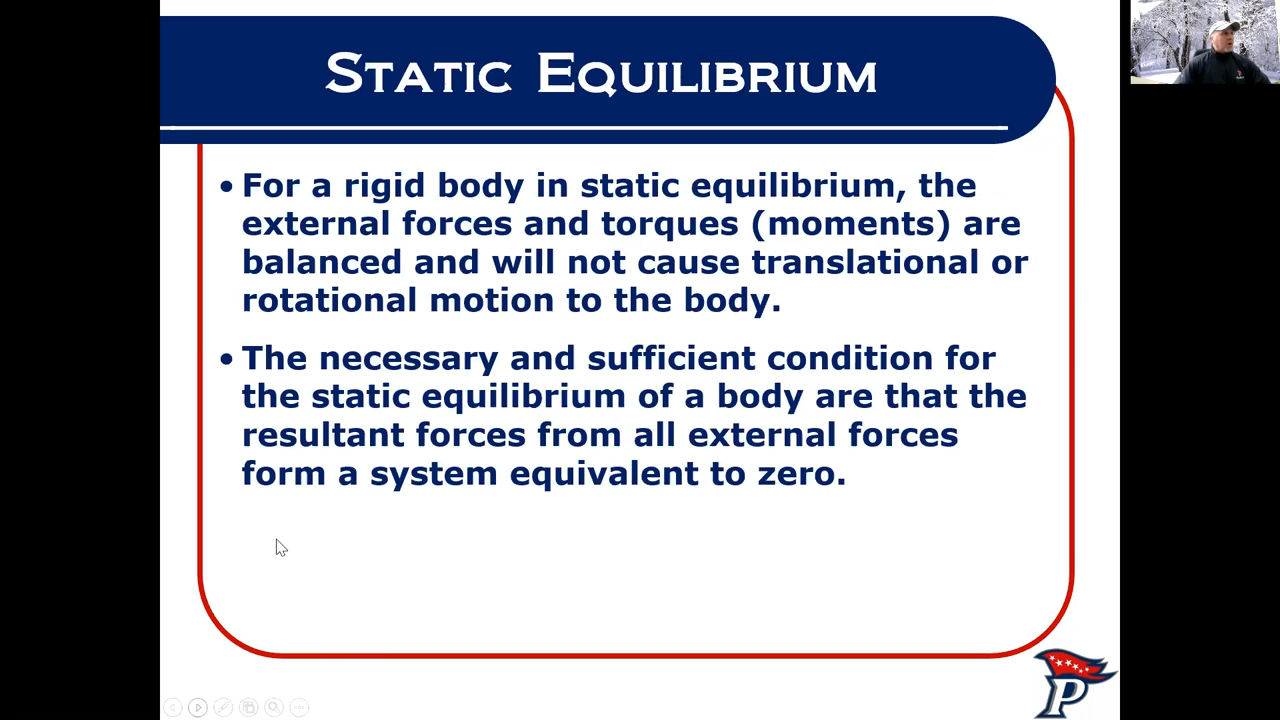 Static Equilibrium
• For a rigid body in static equilibrium, the
external forces and torques (moments) are
balanced and will not cause translational or
rotational motion to the body.
• The necessary and sufficient condition for
the static equilibrium of a body are that the
resultant forces from all external forces
form a system equivalent to zero.
P